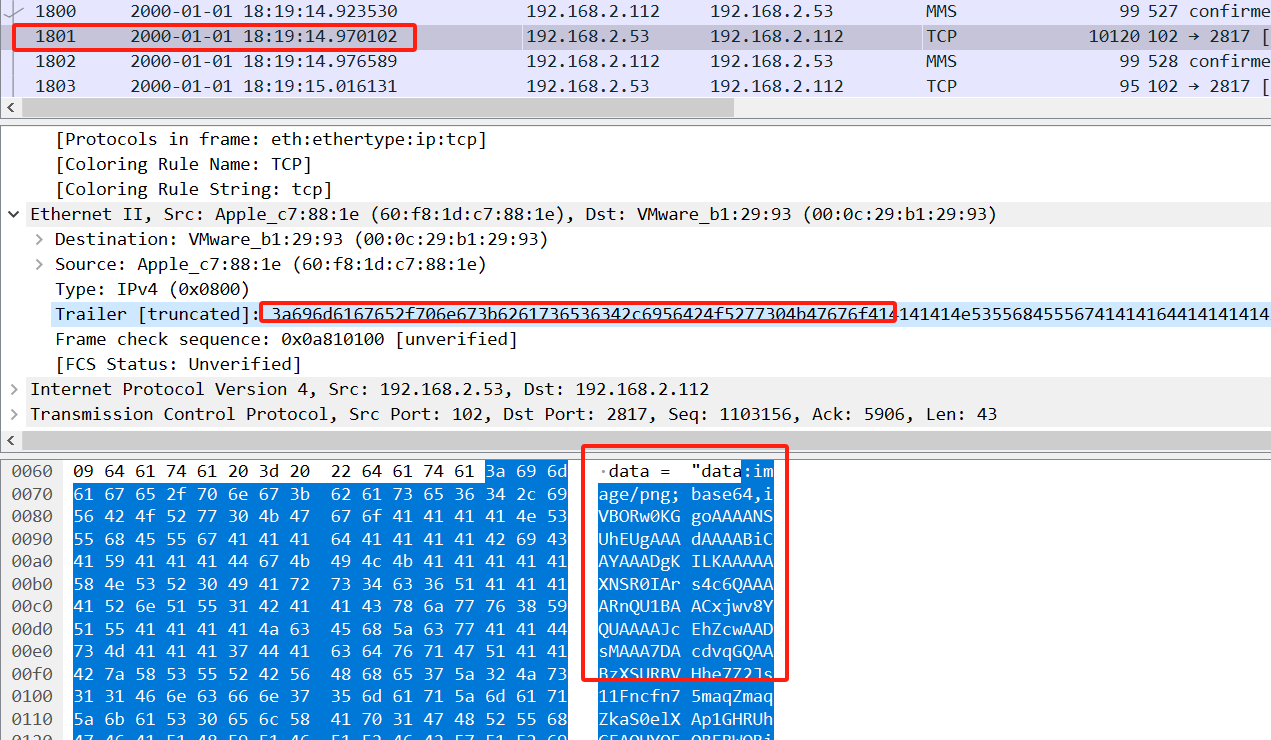 1800 2000-01-01 18:19:14.923530 192.168.2.112 192.168.2.53 MMS 99 527 confirme
1801 2000-01-01 18:19:14.970102 192.168.2.53 192.168.2.112 TCP 10120 102 → 2817 [
1802 2000-01-01 18:19:14.976589 192.168.2.112 192.168.2.53 MMS 99 528 confirme
1803 2000-01-01 18:19:15.016131 192.168.2.53 192.168.2.112 TCP 95 102 → 2817 [
[Protocols in frame: eth:ethertype:ip:tcp]
[Coloring Rule Name: TCP]
[Coloring Rule String: tcp]
Ethernet II, Src: Apple_c7:88:1e (60:f8:1d:c7:88:1e), Dst: VMware_b1:29:93 (00:0c:29:b1:29:93)
Destination: VMware_b1:29:93 (00:0c:29:b1:29:93)
Source: Apple_c7:88:1e (60:f8:1d:c7:88:1e)
Type: IPv4 (0x0800)
Trailer [truncated]: 3a696d6167652f706e673b6261736536342c6956424f5277304b47676f414141414e53556845556741414164414141414
Frame check sequence: 0x0a810100 [unverified]
[FCS Status: Unverified]
Internet Protocol Version 4, Src: 192.168.2.53, Dst: 192.168.2.112
Transmission Control Protocol, Src Port: 102, Dst Port: 2817, Seq: 1103156, Ack: 5906, Len: 43
0060 09 64 61 74 61 20 3d 20 22 64 61 74 61 3a 69 6d ·data = "data:im
0070 61 67 65 2f 70 6e 67 3b 62 61 73 65 36 34 2c 69 age/png; base64,i
0080 56 42 4f 52 77 30 4b 47 67 6f 41 41 41 41 4e 53 VBORw0KG goAAAANS
0090 55 68 45 55 67 41 41 41 64 41 41 41 41 42 69 43 UhEUgAAA dAAAABiC
00a0 41 59 41 41 41 44 67 4b 49 4c 4b 41 41 41 41 41 AYAAADgK ILKAAAAA
00b0 58 4e 53 52 30 49 41 72 73 34 63 36 51 41 41 41 XNSR0IAr s4c6QAAA
00c0 41 52 6e 51 55 31 42 41 41 43 78 6a 77 76 38 59 ARnQU1BA ACxjwv8Y
00d0 51 55 41 41 41 41 4a 63 45 68 5a 63 77 41 41 44 QUAAAAJc EhZcwAAD
00e0 73 4d 41 41 41 37 44 41 63 64 76 71 47 51 41 41 sMAAA7DA cdvqGQAA
00f0 42 7a 58 53 55 52 42 56 48 68 65 37 5a 32 4a 73 BzXSURBV Hhe7Z2Js
0100 31 31 46 6e 63 66 6e 37 35 6d 61 71 5a 6d 61 71 11Fncfn7 5maqZmaq
0110 5a 6b 61 53 30 65 6c 58 41 70 31 47 48 52 55 68 ZkaS0elX Ap1GHRUh